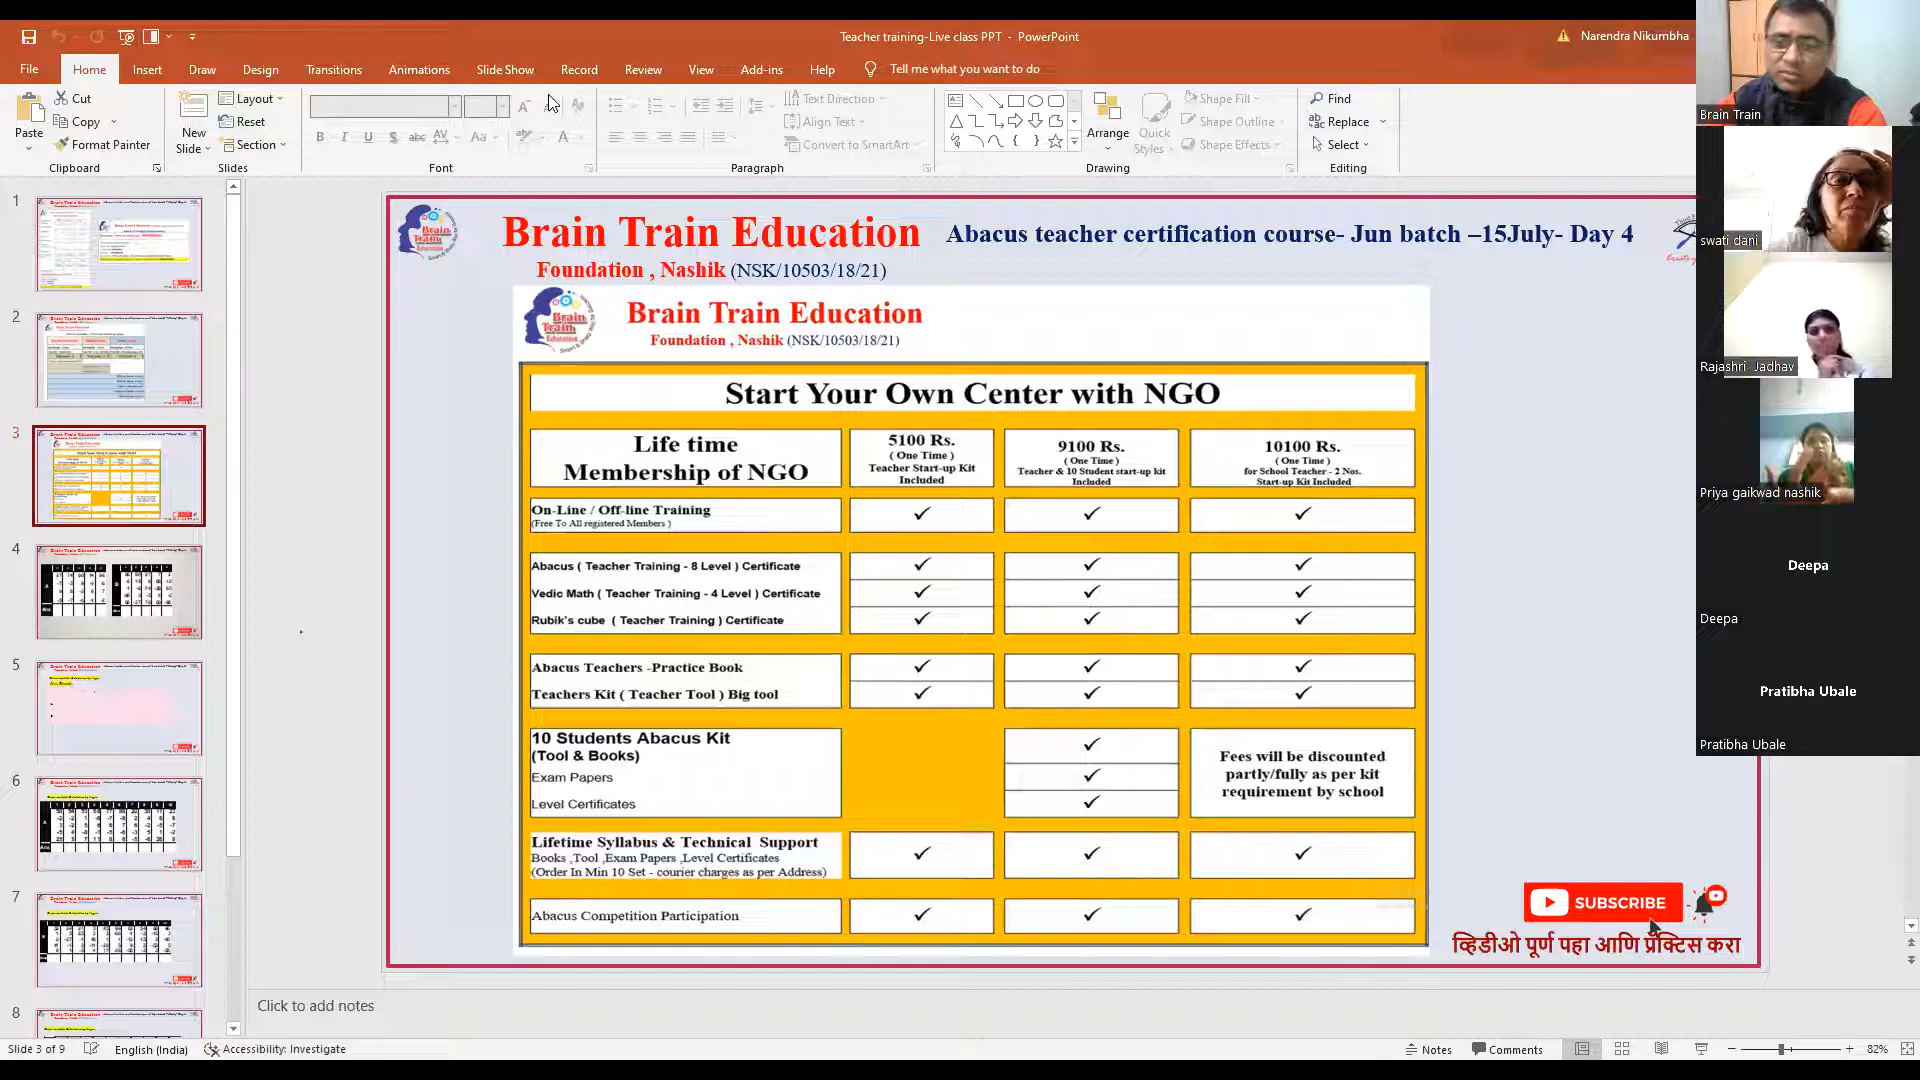 Teacher training-Live class PPT - PowerPoint
Narendra Nikumbha
File Home Insert Draw Design Transitions Animations Slide Show Record Review View Add-ins Help Tell me what you want to do
Paste
Cut
Copy
Format Painter
Clipboard
New Slide
Layout
Reset
Section
Slides
Font
Text Direction
Align Text
Convert to SmartArt
Paragraph
Arrange
Quick Styles
Shape Fill
Shape Outline
Shape Effects
Drawing
Find
Replace
Select
Editing
1
2
3
4
5
6
7
8
Brain Train Education
Foundation , Nashik (NSK/10503/18/21)
Abacus teacher certification course- Jun batch –15July- Day 4
Brain Train Education
Foundation , Nashik (NSK/10503/18/21)
Start Your Own Center with NGO
Life time
Membership of NGO
5100 Rs.
( One Time )
Teacher Start-up Kit
Included
9100 Rs.
( One Time )
Teacher & 10 Student start-up kit
Included
10100 Rs.
( One Time )
for School Teacher - 2 Nos.
Start-up Kit Included
On-Line / Off-line Training
(Free To All registered Members )
Abacus ( Teacher Training - 8 Level ) Certificate
Vedic Math ( Teacher Training - 4 Level ) Certificate
Rubik's cube ( Teacher Training ) Certificate
Abacus Teachers -Practice Book
Teachers Kit ( Teacher Tool ) Big tool
10 Students Abacus Kit
(Tool & Books)
Exam Papers
Level Certificates
Fees will be discounted
partly/fully as per kit
requirement by school
Lifetime Syllabus & Technical Support
Books ,Tool ,Exam Papers ,Level Certificates
(Order In Min 10 Set - courier charges as per Address)
Abacus Competition Participation
SUBSCRIBE
व्हिडीओ पूर्ण पहा आणि प्रॅक्टिस करा
Brain Train
swati dani
Rajashri Jadhav
Priya gaikwad nashik
Deepa
Deepa
Pratibha Ubale
Pratibha Ubale
Click to add notes
Slide 3 of 9 English (India) Accessibility: Investigate Notes Comments 82%